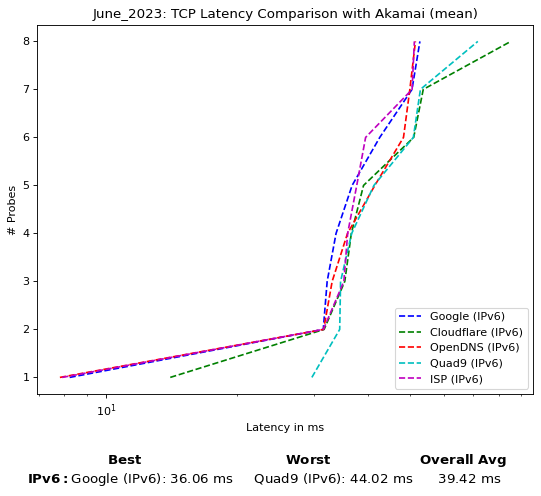 June_2023: TCP Latency Comparison with Akamai (mean)
8
7
6
5
4
3
2
1
# Probes
Google (IPv6)
Cloudflare (IPv6)
OpenDNS (IPv6)
Quad9 (IPv6)
ISP (IPv6)
10¹
Latency in ms
Best Worst Overall Avg
IPv6: Google (IPv6): 36.06 ms Quad9 (IPv6): 44.02 ms 39.42 ms